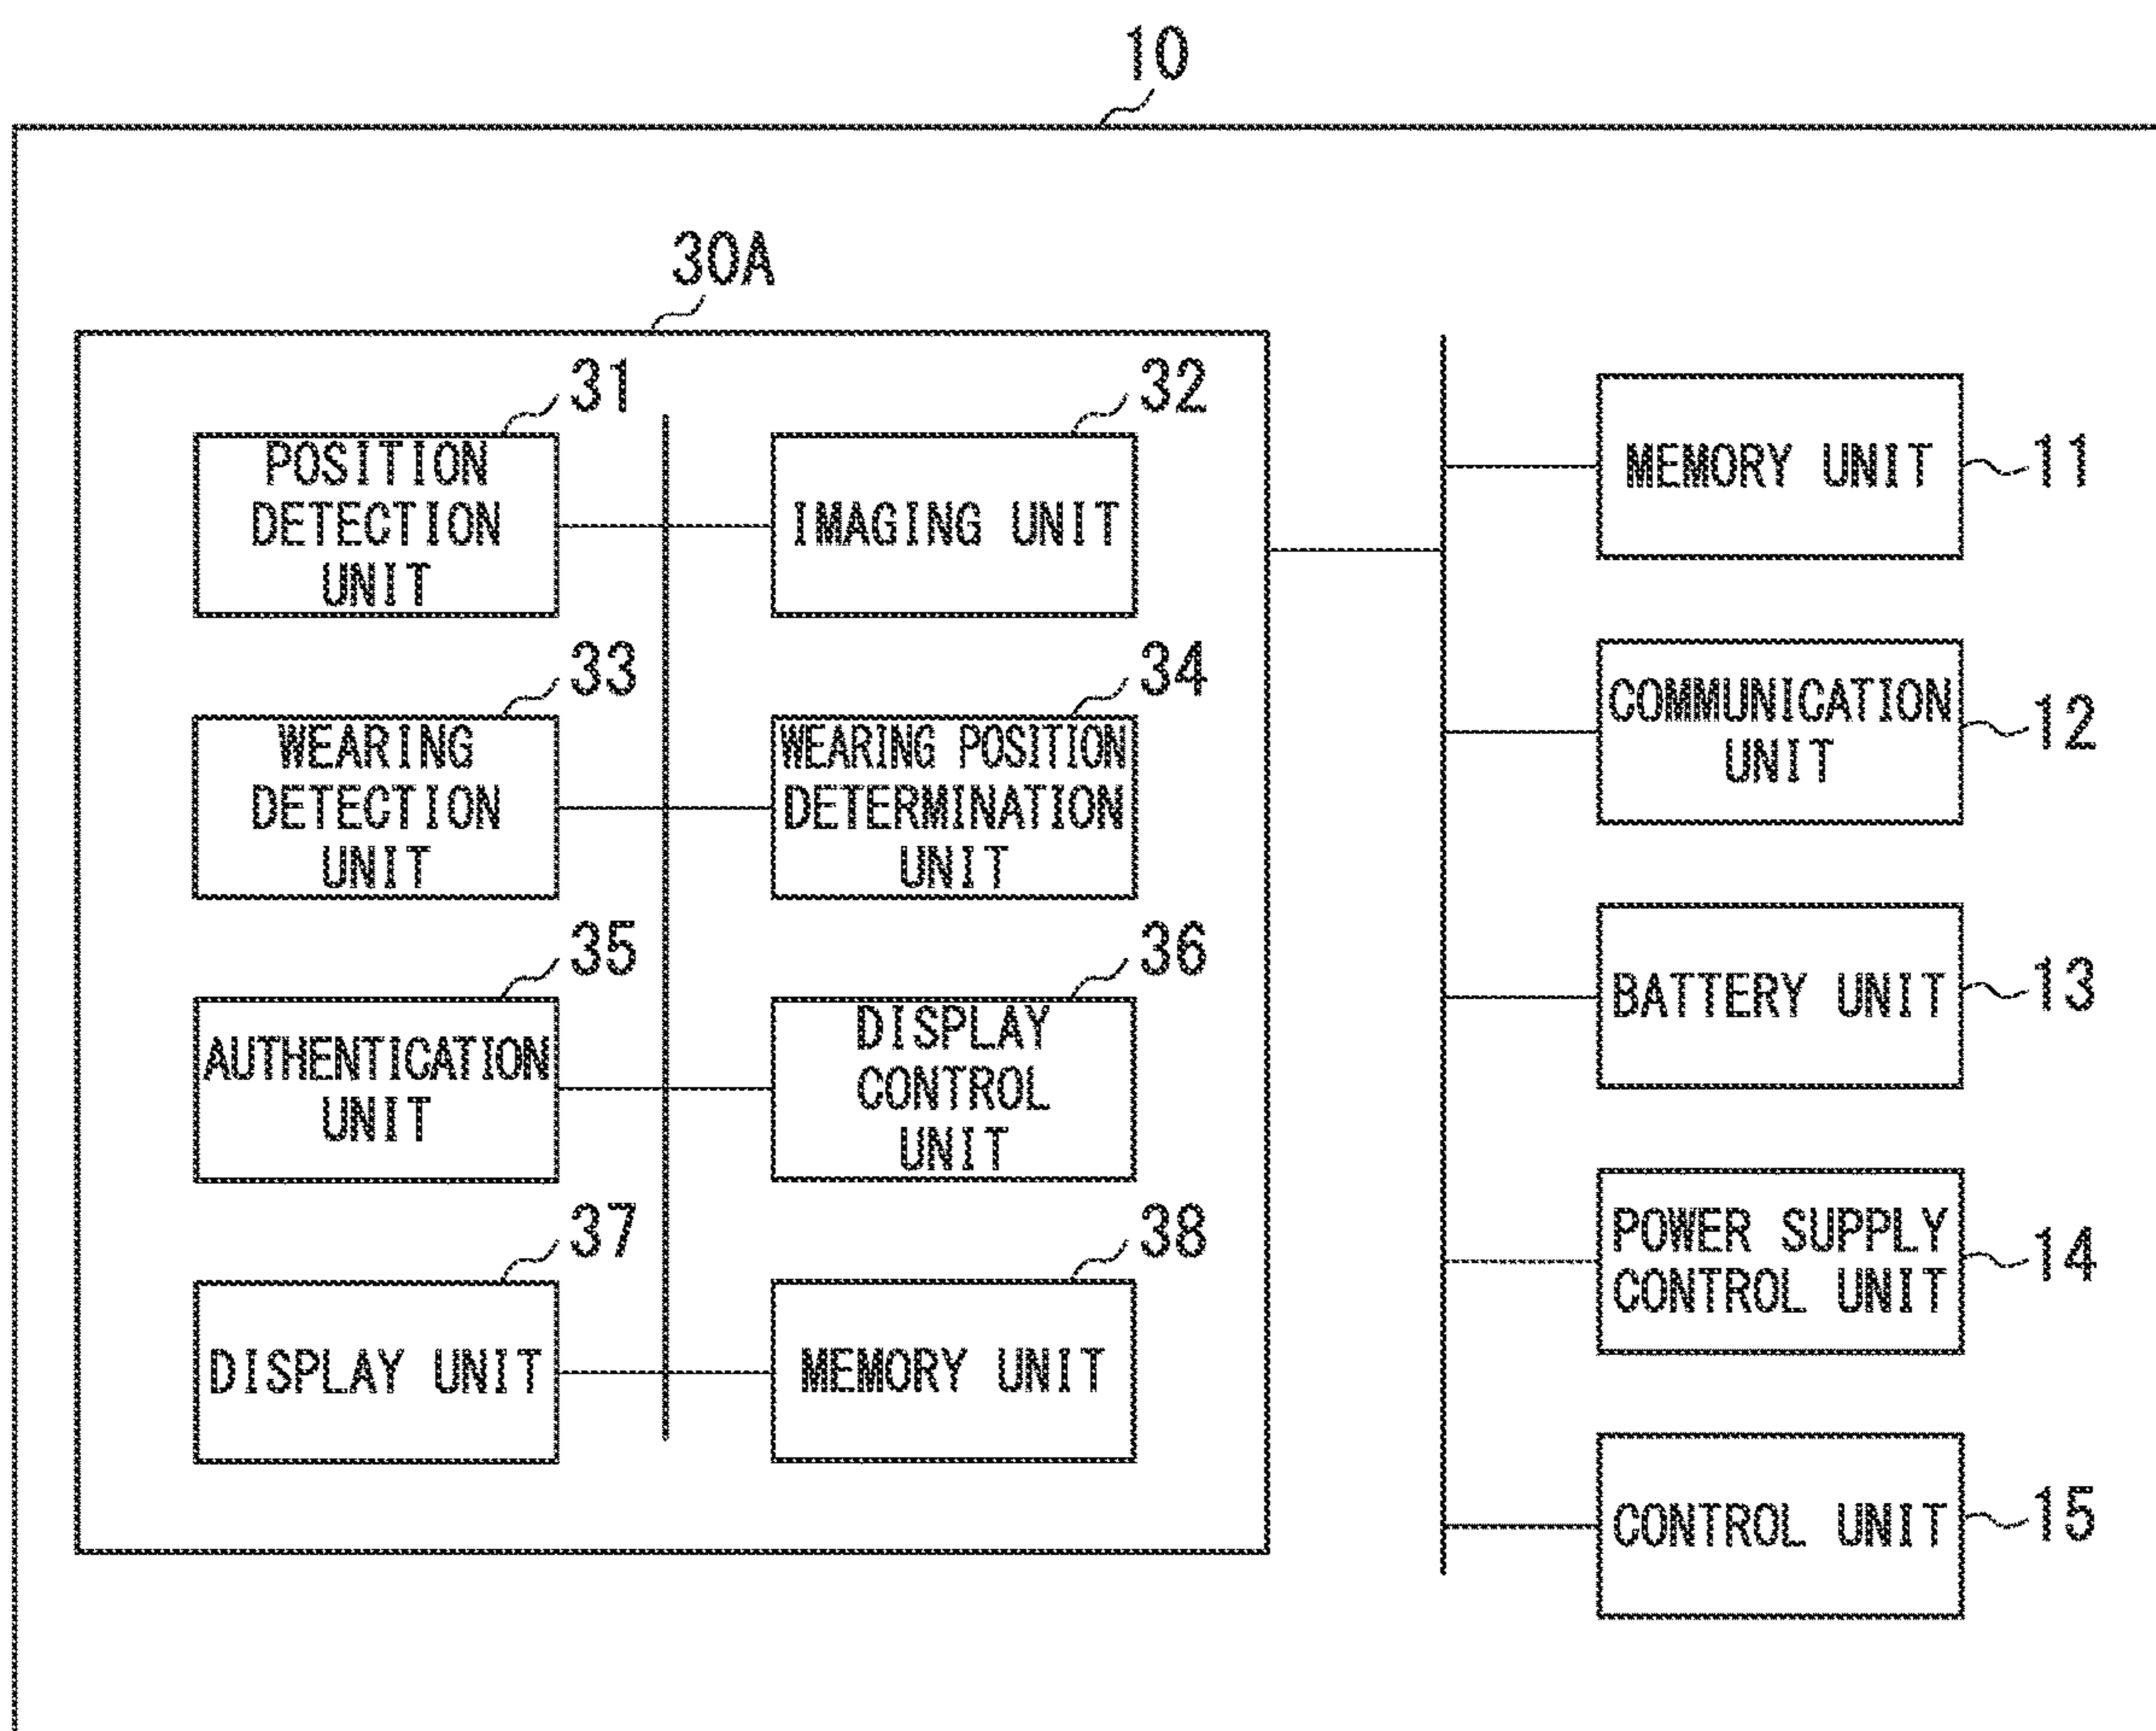 10
30A
31
POSITION
DETECTION
UNIT
32
IMAGING UNIT
33
WEARING
DETECTION
UNIT
34
WEARING POSITION
DETERMINATION
UNIT
35
AUTHENTICATION
UNIT
36
DISPLAY
CONTROL
UNIT
37
DISPLAY UNIT
38
MEMORY UNIT
MEMORY UNIT
11
COMMUNICATION
UNIT
12
BATTERY UNIT
13
POWER SUPPLY
CONTROL UNIT
14
CONTROL UNIT
15